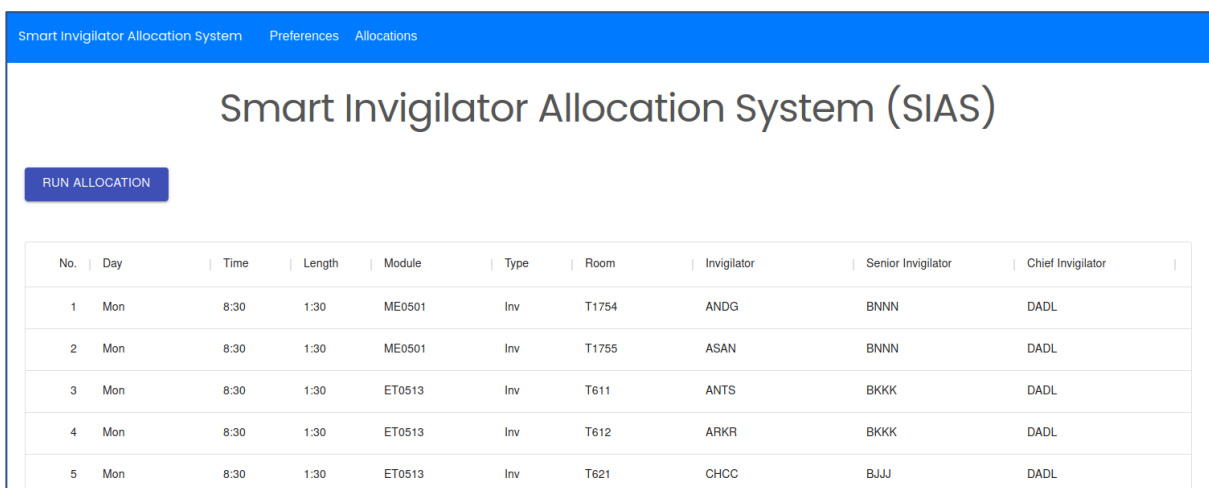 Smart Invigilator Allocation System Preferences Allocations
Smart Invigilator Allocation System (SIAS)
RUN ALLOCATION
No. Day Time Length Module Type Room Invigilator Senior Invigilator Chief Invigilator
1 Mon 8:30 1:30 ME0501 Inv T1754 ANDG BNNN DADL
2 Mon 8:30 1:30 ME0501 Inv T1755 ASAN BNNN DADL
3 Mon 8:30 1:30 ET0513 Inv T611 ANTS BKKK DADL
4 Mon 8:30 1:30 ET0513 Inv T612 ARKR BKKK DADL
5 Mon 8:30 1:30 ET0513 Inv T621 CHCC BJJJ DADL